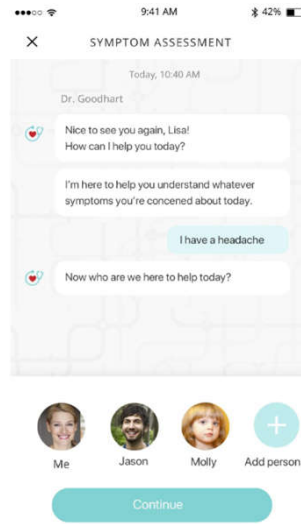 9:41 AM
42%
SYMPTOM ASSESSMENT
Today, 10:40 AM
Dr. Goodhart
Nice to see you again, Lisa!
How can I help you today?
I'm here to help you understand whatever
symptoms you're concened about today.
I have a headache
Now who are we here to help today?
Me
Jason
Molly
Add person
Continue